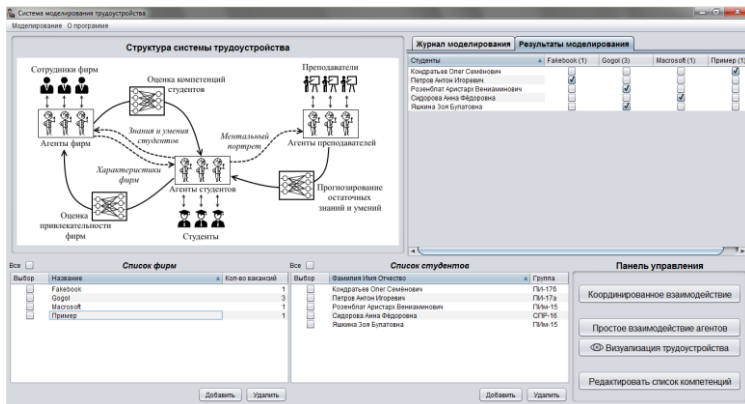 Система моделирования трудоустройства
Моделирование О программе
Структура системы трудоустройства
Сотрудники фирм
Оценка компетенций студентов
Преподаватели
Агенты фирм
Знания и умения студентов
Ментальный портрет
Агенты преподавателей
Характеристики фирм
Агенты студентов
Оценка привлекательности фирм
Студенты
Прогнозирование остаточных знаний и умений
Журнал моделирования Результаты моделирования
Студенты Fakebook (1) Gogol (3) Macrosoft (1) Пример (1)
Кондратьев Олег Семёнович
Петров Антон Игоревич
Розенблат Аристарх Вениаминович
Сидорова Анна Фёдоровна
Яшкина Зоя Булатовна
Все Список фирм
Выбор Название Кол-во вакансий
Fakebook 1
Gogol 3
Macrosoft 1
Пример 1
Добавить Удалить
Все Список студентов
Выбор Фамилия Имя Отчество Группа
Кондратьев Олег Семёнович ПИ-17б
Петров Антон Игоревич ПИ-17а
Розенблат Аристарх Вениаминович ПИм-15
Сидорова Анна Фёдоровна СПР-16
Яшкина Зоя Булатовна ПИм-15
Добавить Удалить
Панель управления
Координированное взаимодействие
Простое взаимодействие агентов
Визуализация трудоустройства
Редактировать список компетенций